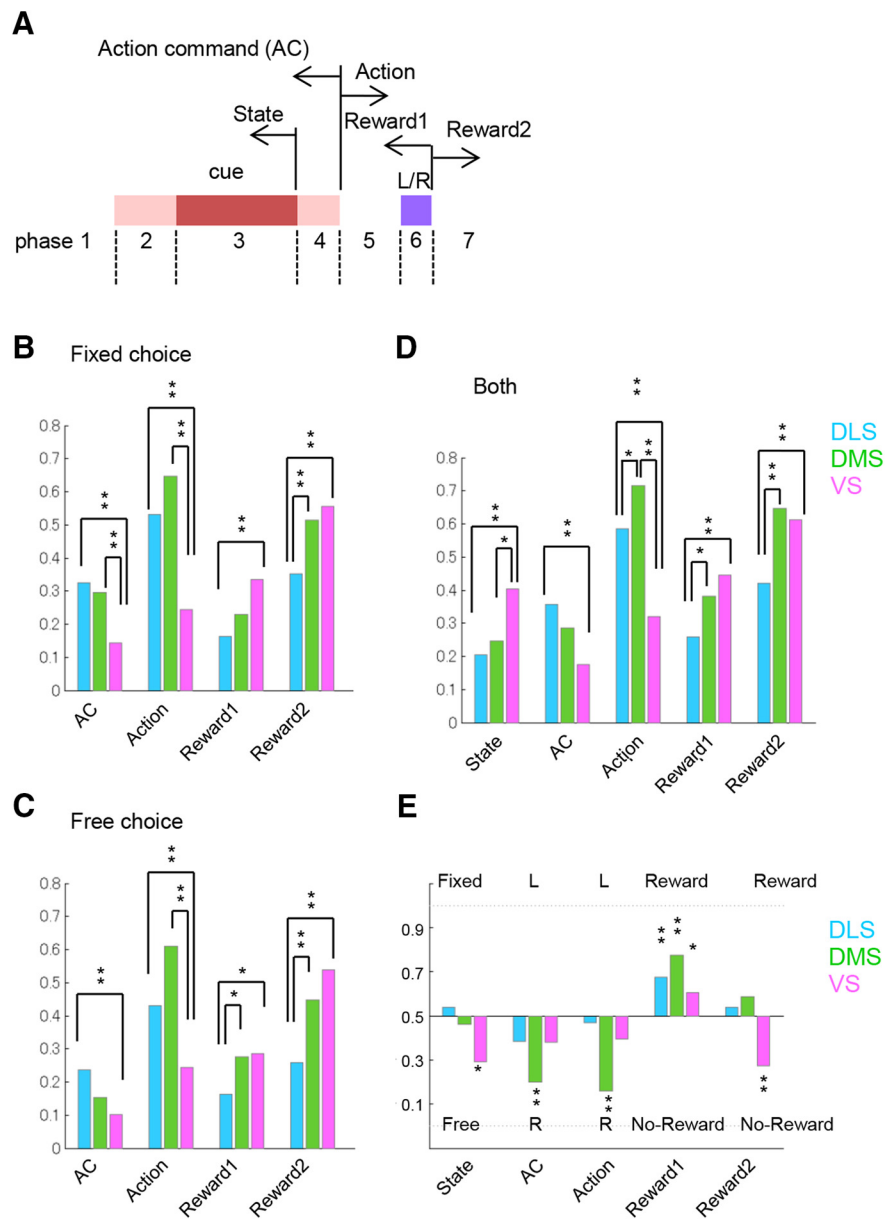 A
Action command (AC)
Action
State
Reward1
Reward2
cue
L/R
phase 1 2 3 4 5 6 7
B
Fixed choice
**
**
**
**
**
**
**
0.8
0.7
0.6
0.5
0.4
0.3
0.2
0.1
0
AC
Action
Reward1
Reward2
D
Both
DLS
DMS
VS
**
*
**
**
*
**
**
*
**
**
**
0.8
0.7
0.6
0.5
0.4
0.3
0.2
0.1
0
State
AC
Action
Reward1
Reward2
C
Free choice
**
**
**
*
*
**
**
0.8
0.7
0.6
0.5
0.4
0.3
0.2
0.1
0
AC
Action
Reward1
Reward2
E
Fixed L L Reward Reward
DLS
DMS
VS
** ** *
0.9
0.7
0.5
0.3
0.1
* ** ** **
Free R R No-Reward No-Reward
State
AC
Action
Reward1
Reward2